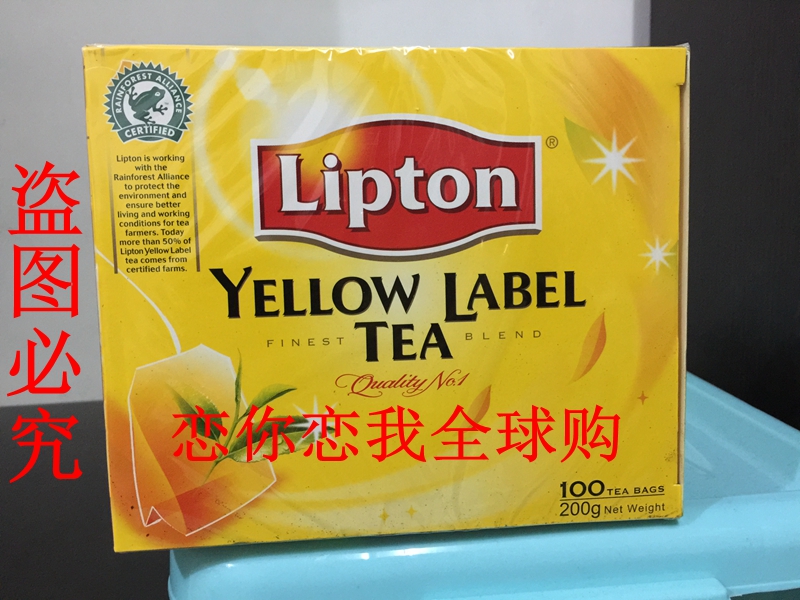 RAINFOREST ALLIANCE
CERTIFIED
Lipton is working
with the
Rainforest Alliance
to protect the
environment and
ensure better
living and working
conditions for tea
farmers. Today
more than 50% of
Lipton Yellow Label
tea comes from
certified farms.
Lipton®
YELLOW LABEL
FINEST TEA BLEND
Quality No.1
100 TEA BAGS
200g Net Weight
盗图必究
恋你恋我全球购